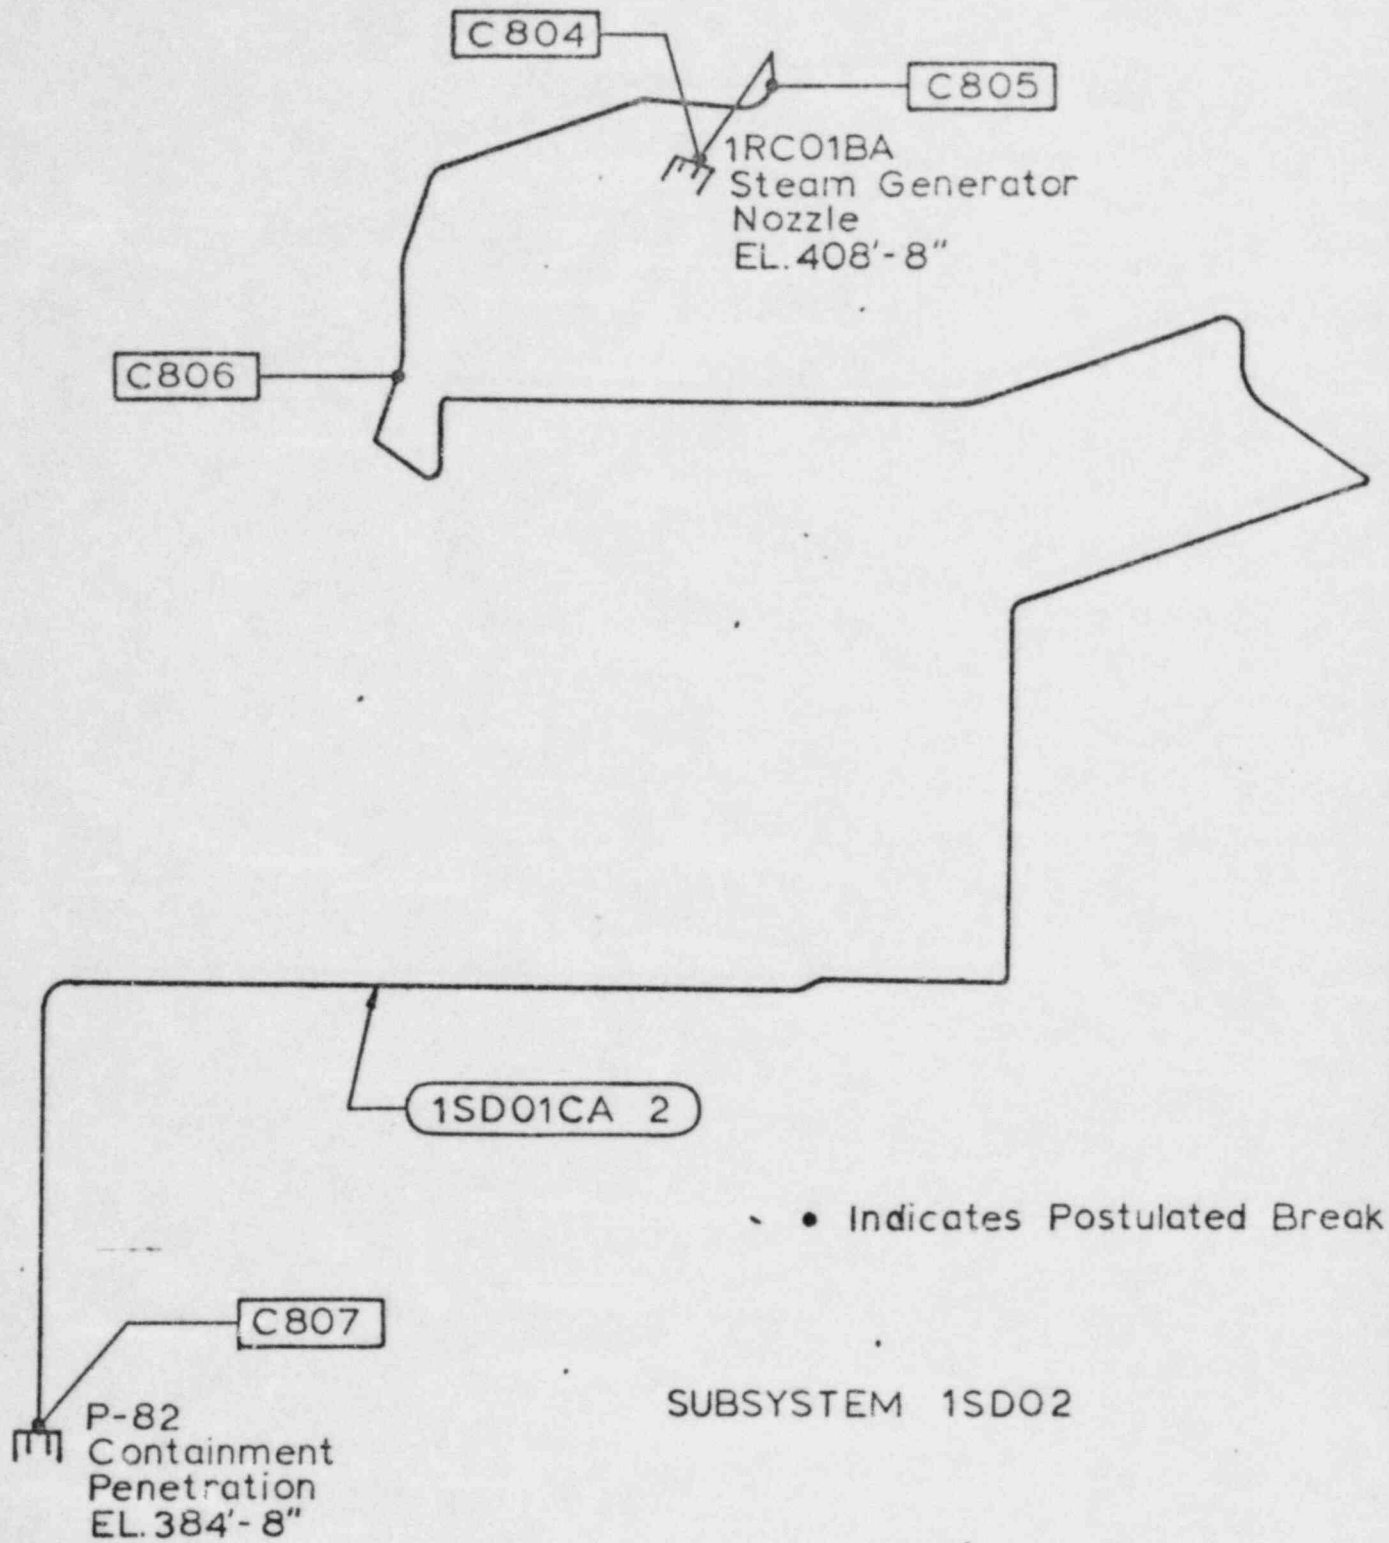 C804
C805
1RC01BA
Steam Generator
Nozzle
EL.408'-8"
C806
1SD01CA 2
• Indicates Postulated Break
C807
P-82
Containment
Penetration
EL.384'-8"
SUBSYSTEM 1SD02